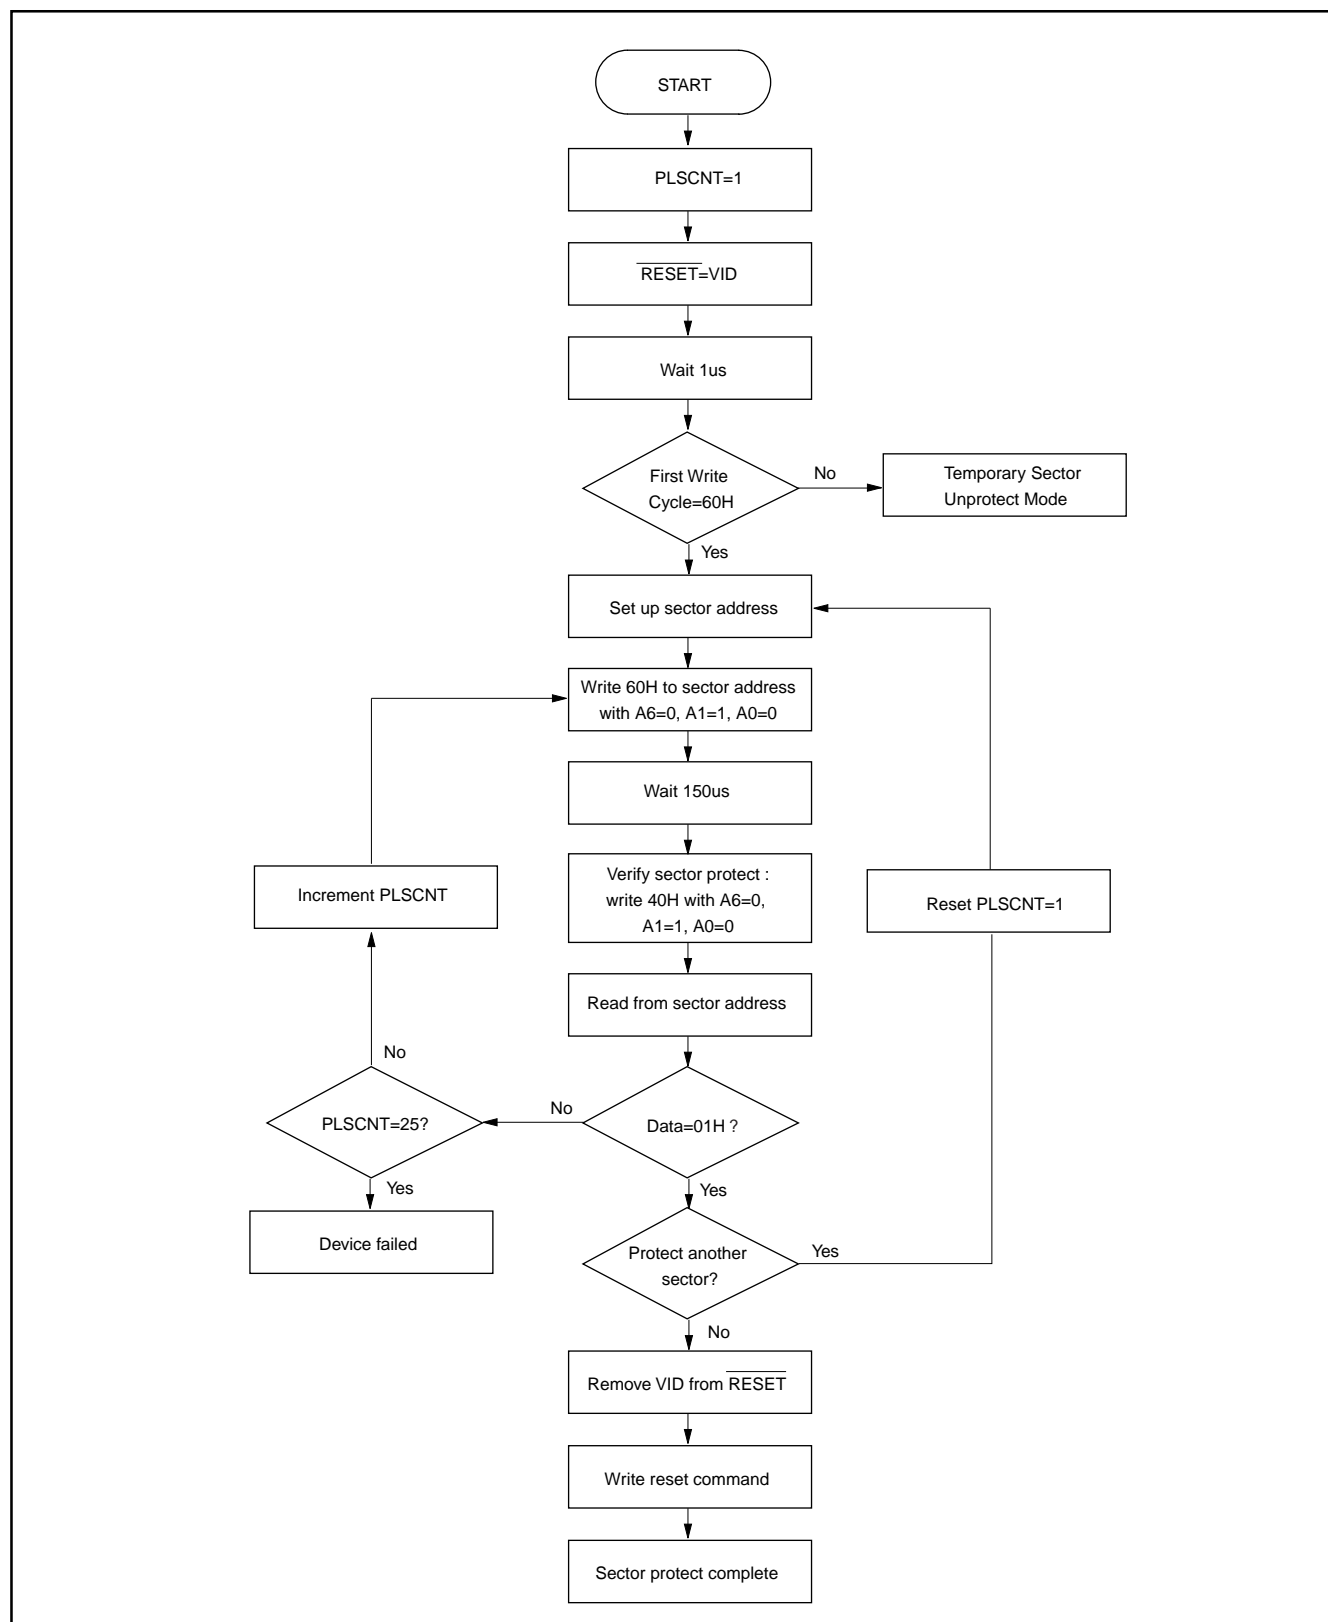 START
PLSCNT=1
RESET=VID
Wait 1us
First Write
Cycle=60H
No
Temporary Sector
Unprotect Mode
Yes
Set up sector address
Write 60H to sector address
with A6=0, A1=1, A0=0
Wait 150us
Increment PLSCNT
Verify sector protect :
write 40H with A6=0,
A1=1, A0=0
Reset PLSCNT=1
Read from sector address
No
PLSCNT=25?
No
Data=01H ?
Yes
Yes
Device failed
Protect another
sector?
Yes
No
Remove VID from RESET
Write reset command
Sector protect complete